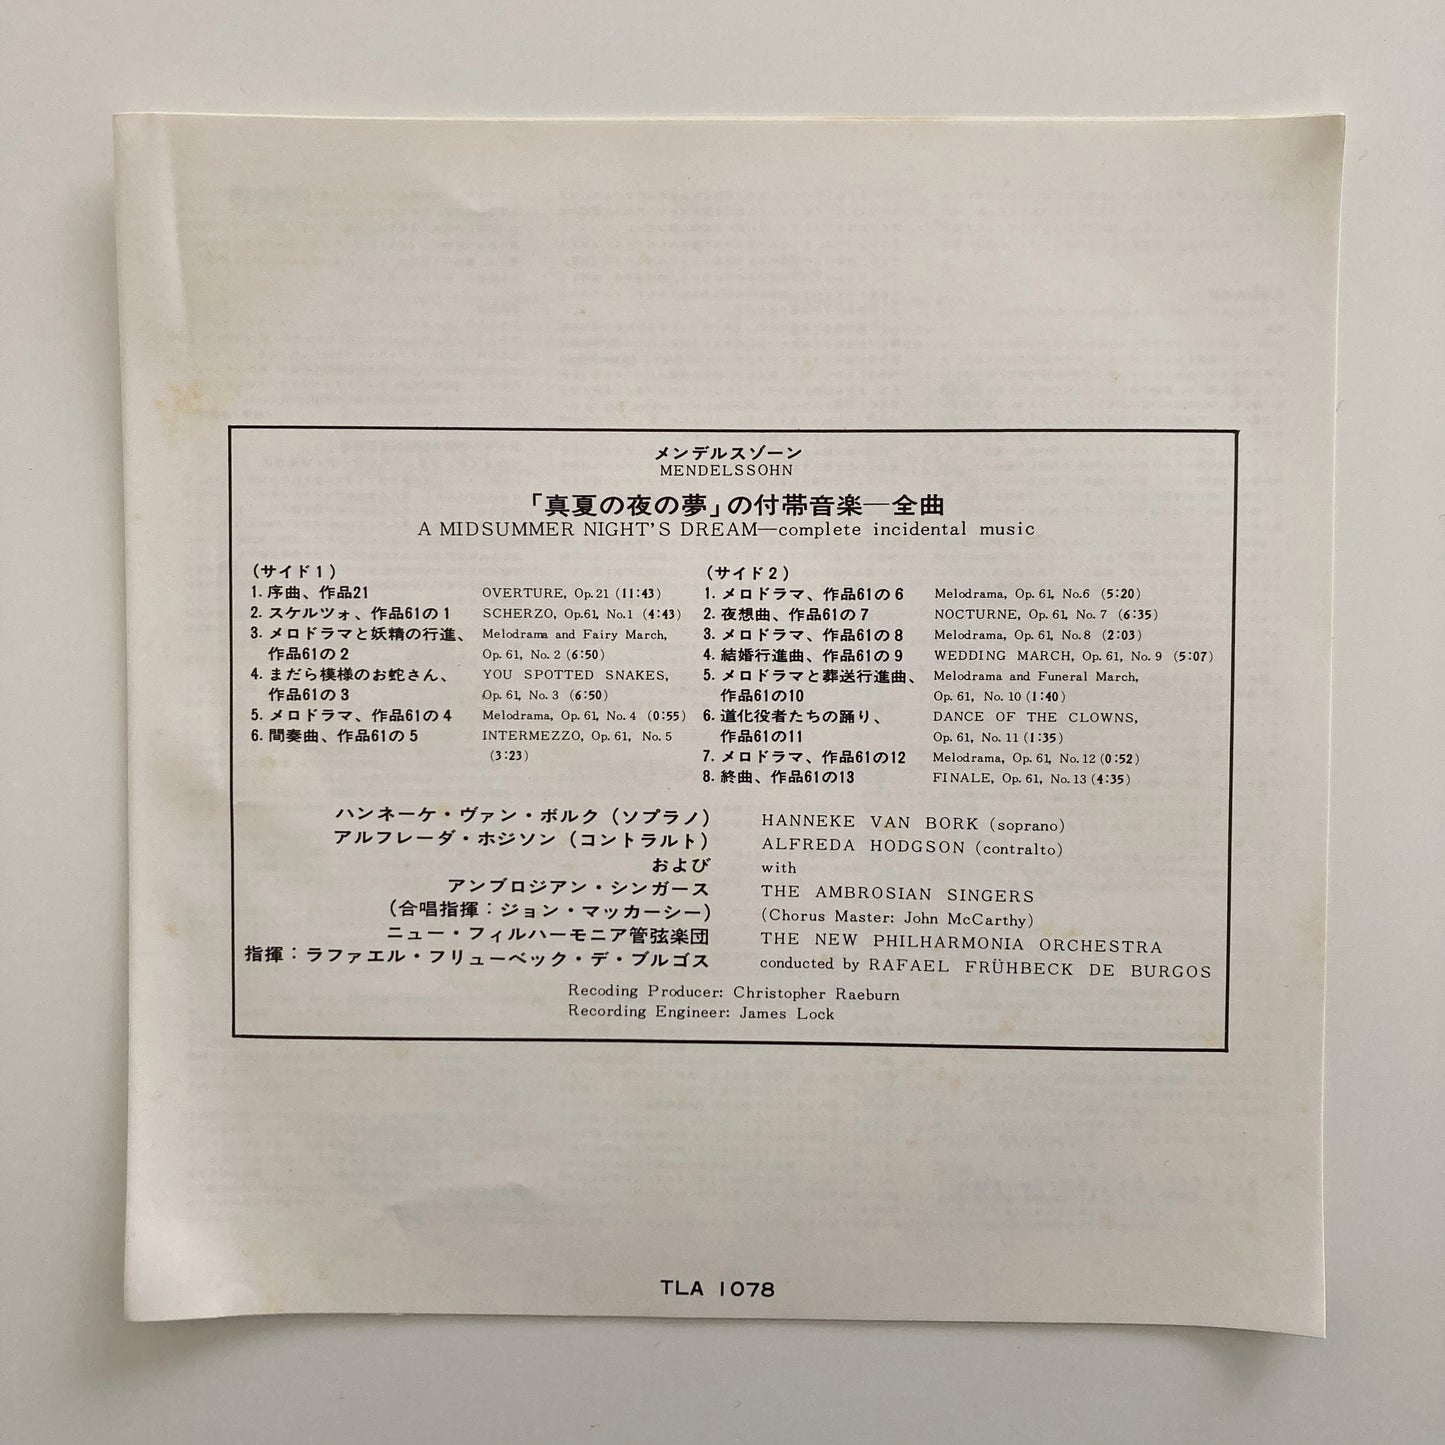 メンデルスゾーン
MENDELSSOHN
「真夏の夜の夢」の付帯音楽—全曲
A MIDSUMMER NIGHT'S DREAM—complete incidental music
(サイド1)
1. 序曲、作品21 OVERTURE, Op.21 (11:43)
2. スケルツォ、作品61の1 SCHERZO, Op.61, No.1 (4:43)
3. メロドラマと妖精の行進、 Melodrama and Fairy March,
作品61の2 Op. 61, No. 2 (6:50)
4. まだら模様のお蛇さん、 YOU SPOTTED SNAKES,
作品61の3 Op. 61, No. 3 (6:50)
5. メロドラマ、作品61の4 Melodrama, Op. 61, No. 4 (0:55)
6. 間奏曲、作品61の5 INTERMEZZO, Op. 61, No. 5
(3:23)
(サイド2)
1. メロドラマ、作品61の6 Melodrama, Op. 61, No.6 (5:20)
2. 夜想曲、作品61の7 NOCTURNE, Op. 61, No. 7 (6:35)
3. メロドラマ、作品61の8 Melodrama, Op. 61, No.8 (2:03)
4. 結婚行進曲、作品61の9 WEDDING MARCH, Op. 61, No. 9 (5:07)
5. メロドラマと葬送行進曲、 Melodrama and Funeral March,
作品61の10 Op. 61, No. 10 (1:40)
6. 道化役者たちの踊り、 DANCE OF THE CLOWNS,
作品61の11 Op. 61, No. 11 (1:35)
7. メロドラマ、作品61の12 Melodrama, Op. 61, No. 12 (0:52)
8. 終曲、作品61の13 FINALE, Op. 61, No. 13 (4:35)
ハンネーケ・ヴァン・ボルク(ソプラノ) HANNEKE VAN BORK (soprano)
アルフレーダ・ホジソン(コントラルト) ALFREDA HODGSON (contralto)
および with
アンブロジアン・シンガース THE AMBROSIAN SINGERS
(合唱指揮:ジョン・マッカーシー) (Chorus Master: John McCarthy)
ニュー・フィルハーモニア管弦楽団 THE NEW PHILHARMONIA ORCHESTRA
指揮:ラファエル・フリューベック・デ・ブルゴス conducted by RAFAEL FRÜHBECK DE BURGOS
Recoding Producer: Christopher Raeburn
Recording Engineer: James Lock
TLA 1078